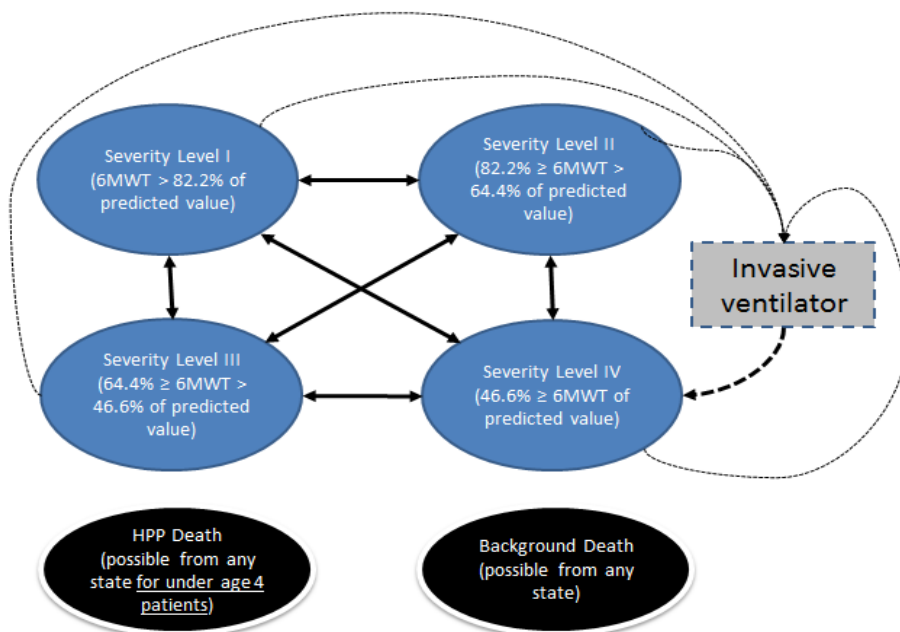 Severity Level I
(6MWT > 82.2% of
predicted value)
Severity Level II
(82.2% ≥ 6MWT >
64.4% of predicted
value)
Invasive
ventilator
Severity Level III
(64.4% ≥ 6MWT >
46.6% of predicted
value)
Severity Level IV
(46.6% ≥ 6MWT of
predicted value)
HPP Death
(possible from any
state for under age 4
patients)
Background Death
(possible from any
state)